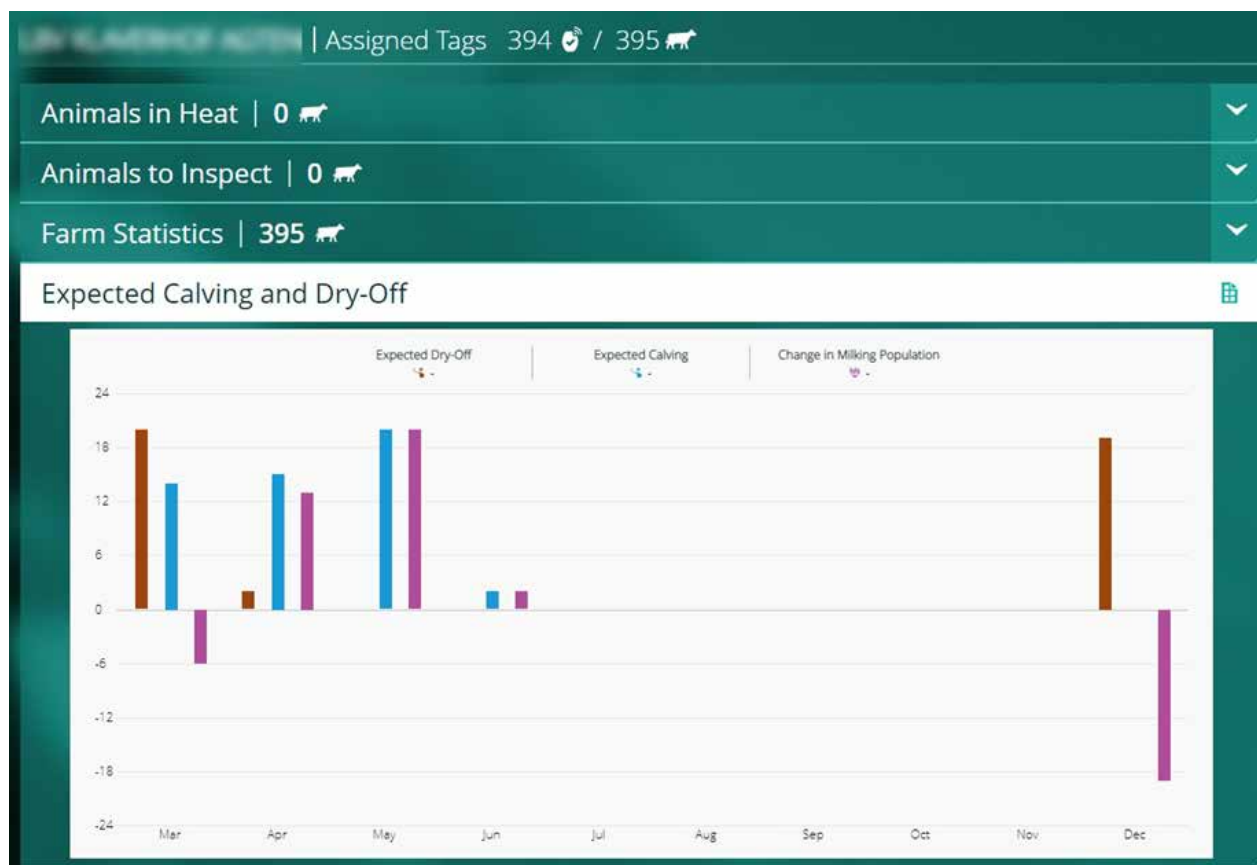 | Assigned Tags 394 / 395
Animals in Heat | 0
Animals to Inspect | 0
Farm Statistics | 395
Expected Calving and Dry-Off
Expected Dry-Off Expected Calving Change in Milking Population
- - -
24
18
12
6
0
-6
-12
-18
-24
Mar Apr May Jun Jul Aug Sep Oct Nov Dec